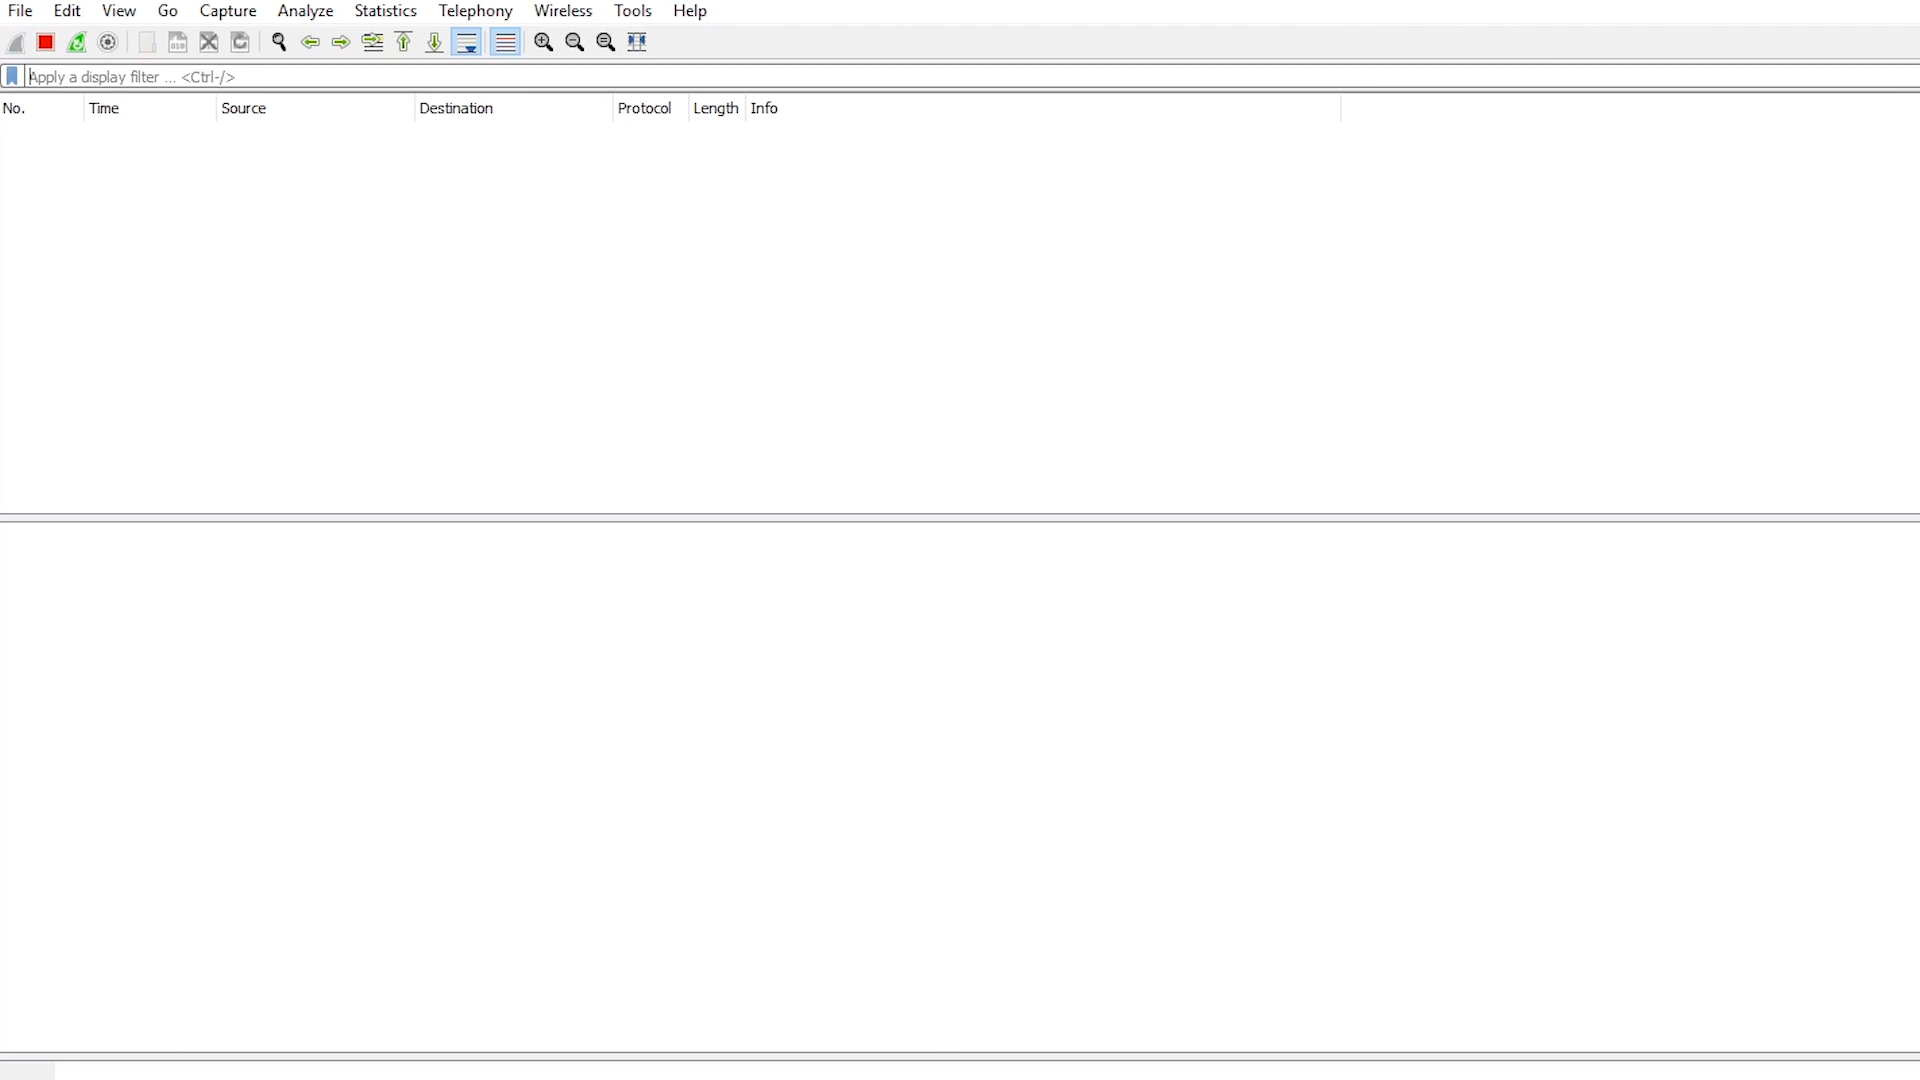 File Edit View Go Capture Analyze Statistics Telephony Wireless Tools Help
Apply a display filter ... <Ctrl-/>
No. Time Source Destination Protocol Length Info